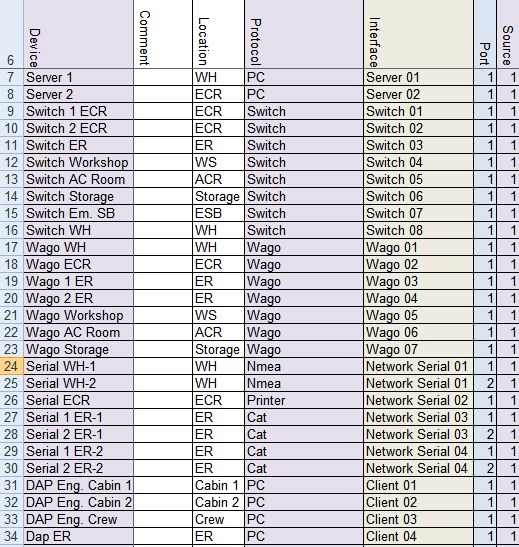 6 Device Comment Location Protocol Interface Port Source
7 Server 1 WH PC Server 01 1 1
8 Server 2 ECR PC Server 02 1 1
9 Switch 1 ECR ECR Switch Switch 01 1 1
10 Switch 2 ECR ECR Switch Switch 02 1 1
11 Switch ER ER Switch Switch 03 1 1
12 Switch Workshop WS Switch Switch 04 1 1
13 Switch AC Room ACR Switch Switch 05 1 1
14 Switch Storage Storage Switch Switch 06 1 1
15 Switch Em. SB ESB Switch Switch 07 1 1
16 Switch WH WH Switch Switch 08 1 1
17 Wago WH WH Wago Wago 01 1 1
18 Wago ECR ECR Wago Wago 02 1 1
19 Wago 1 ER ER Wago Wago 03 1 1
20 Wago 2 ER ER Wago Wago 04 1 1
21 Wago Workshop WS Wago Wago 05 1 1
22 Wago AC Room ACR Wago Wago 06 1 1
23 Wago Storage Storage Wago Wago 07 1 1
24 Serial WH-1 WH Nmea Network Serial 01 1 1
25 Serial WH-2 WH Nmea Network Serial 01 2 1
26 Serial ECR ECR Printer Network Serial 02 1 1
27 Serial 1 ER-1 ER Cat Network Serial 03 1 1
28 Serial 2 ER-1 ER Cat Network Serial 03 2 1
29 Serial 1 ER-2 ER Cat Network Serial 04 1 1
30 Serial 2 ER-2 ER Cat Network Serial 04 2 1
31 DAP Eng. Cabin 1 Cabin 1 PC Client 01 1 1
32 DAP Eng. Cabin 2 Cabin 2 PC Client 02 1 1
33 DAP Eng. Crew Crew PC Client 03 1 1
34 Dap ER ER PC Client 04 1 1